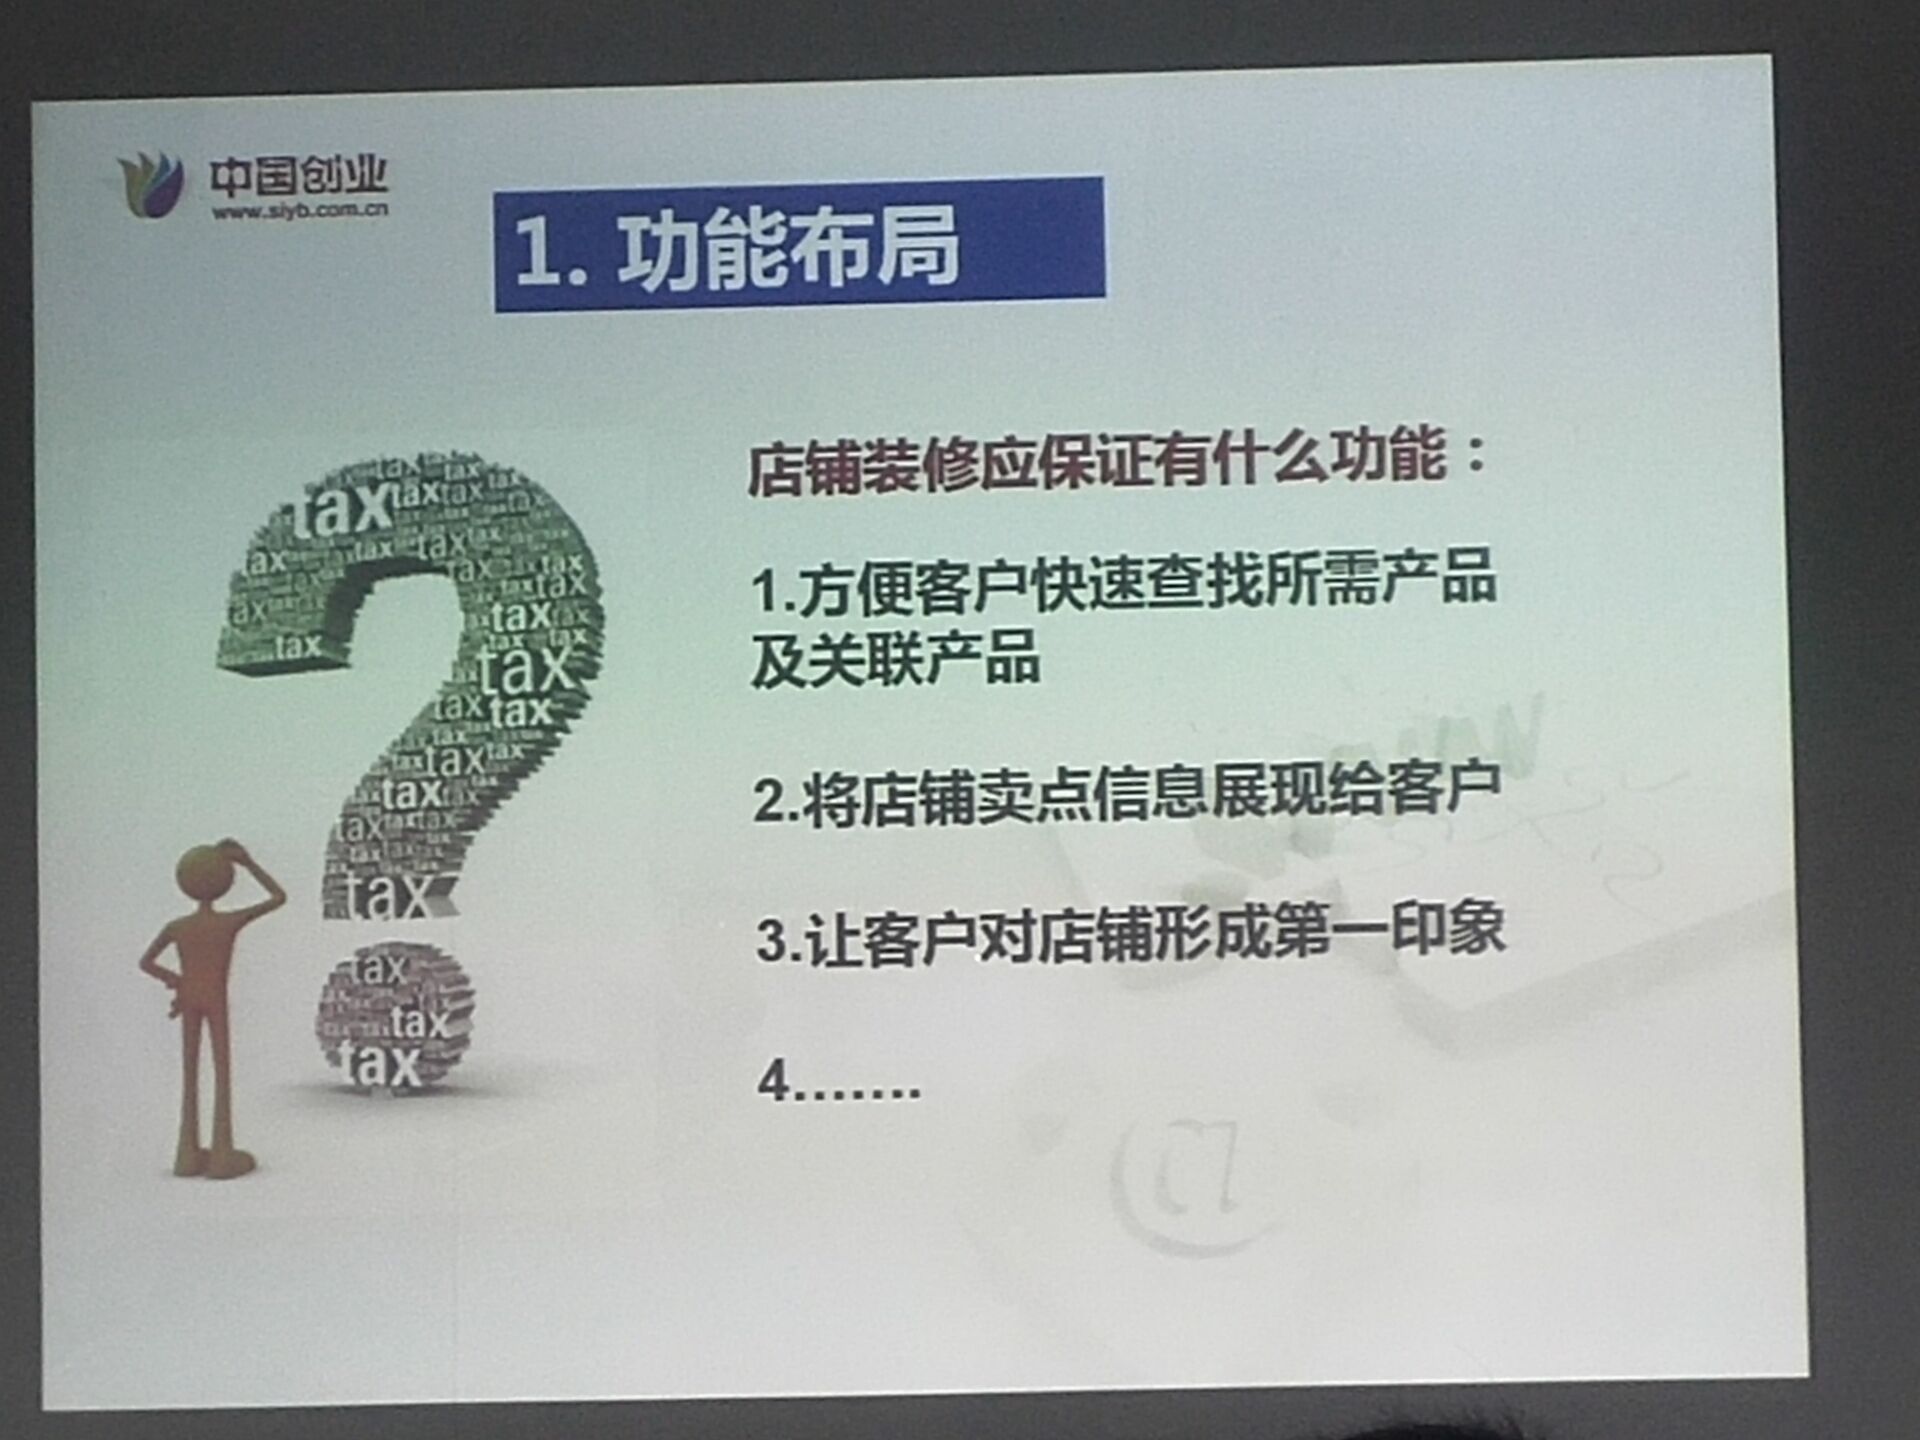 中国创业
www.siyb.com.cn
1. 功能布局
店铺装修应保证有什么功能：
1.方便客户快速查找所需产品
及关联产品
2.将店铺卖点信息展现给客户
3.让客户对店铺形成第一印象
4.......
tax
tax
tax
tax
tax
tax
tax
tax
tax
tax
tax
tax